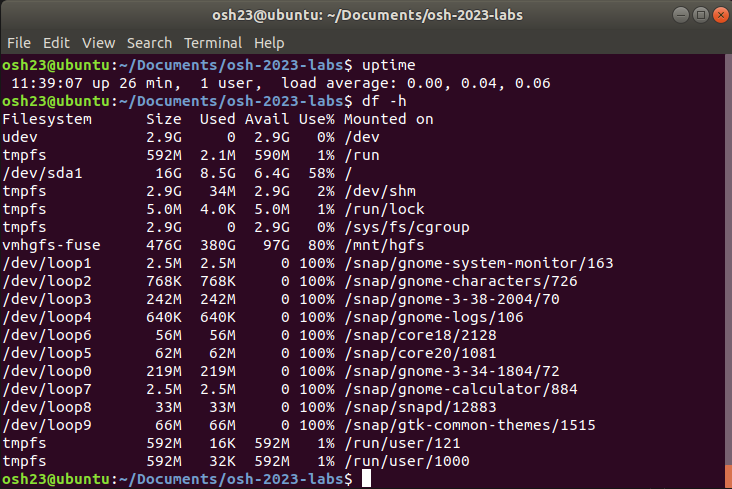 osh23@ubuntu: ~/Documents/osh-2023-labs
File Edit View Search Terminal Help
osh23@ubuntu:~/Documents/osh-2023-labs$ uptime
 11:39:07 up 26 min,  1 user,  load average: 0.00, 0.04, 0.06
osh23@ubuntu:~/Documents/osh-2023-labs$ df -h
Filesystem      Size  Used Avail Use% Mounted on
udev            2.9G     0  2.9G   0% /dev
tmpfs           592M  2.1M  590M   1% /run
/dev/sda1        16G  8.5G  6.4G  58% /
tmpfs           2.9G   34M  2.9G   2% /dev/shm
tmpfs           5.0M  4.0K  5.0M   1% /run/lock
tmpfs           2.9G     0  2.9G   0% /sys/fs/cgroup
vmhgfs-fuse     476G  380G   97G  80% /mnt/hgfs
/dev/loop1      2.5M  2.5M     0 100% /snap/gnome-system-monitor/163
/dev/loop2      768K  768K     0 100% /snap/gnome-characters/726
/dev/loop3      242M  242M     0 100% /snap/gnome-3-38-2004/70
/dev/loop4      640K  640K     0 100% /snap/gnome-logs/106
/dev/loop6       56M   56M     0 100% /snap/core18/2128
/dev/loop5       62M   62M     0 100% /snap/core20/1081
/dev/loop0      219M  219M     0 100% /snap/gnome-3-34-1804/72
/dev/loop7      2.5M  2.5M     0 100% /snap/gnome-calculator/884
/dev/loop8       33M   33M     0 100% /snap/snapd/12883
/dev/loop9       66M   66M     0 100% /snap/gtk-common-themes/1515
tmpfs           592M   16K  592M   1% /run/user/121
tmpfs           592M   32K  592M   1% /run/user/1000
osh23@ubuntu:~/Documents/osh-2023-labs$